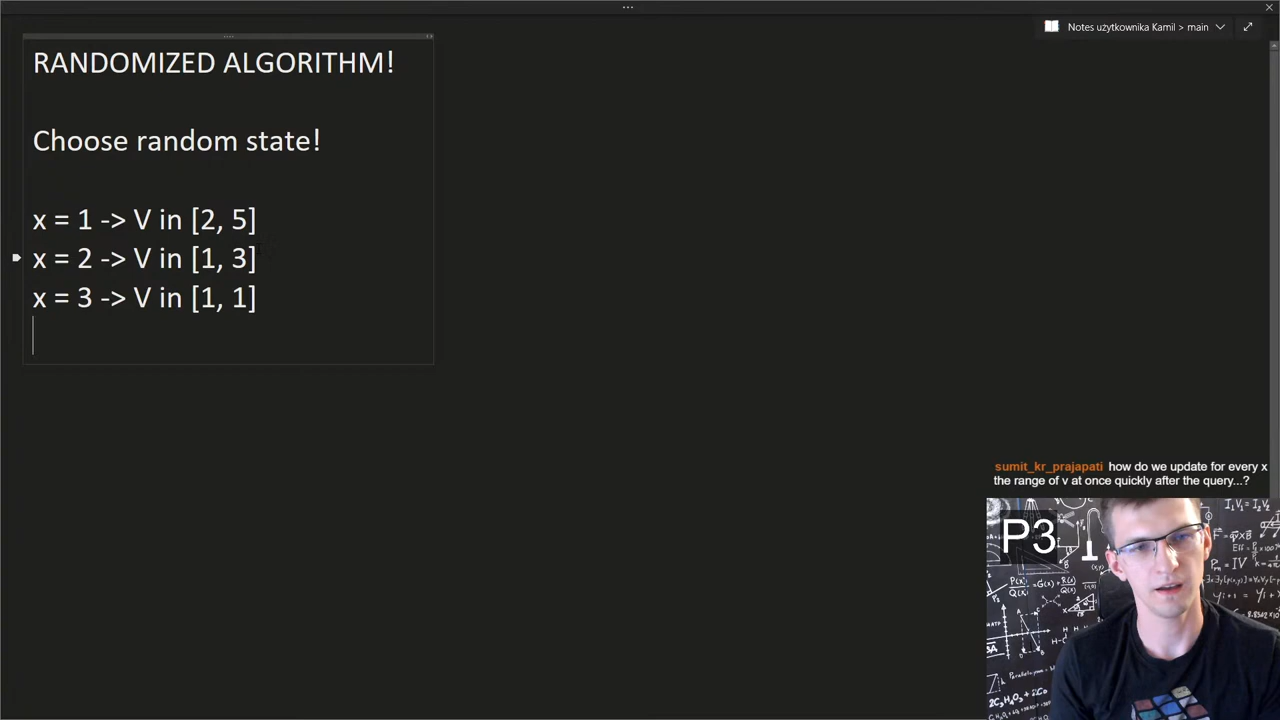 Notes użytkownika Kamil > main
RANDOMIZED ALGORITHM!
Choose random state!
x = 1 -> V in [2, 5]
x = 2 -> V in [1, 3]
x = 3 -> V in [1, 1]
sumit_kr_prajapati how do we update for every x
the range of v at once quickly after the query...?
P3